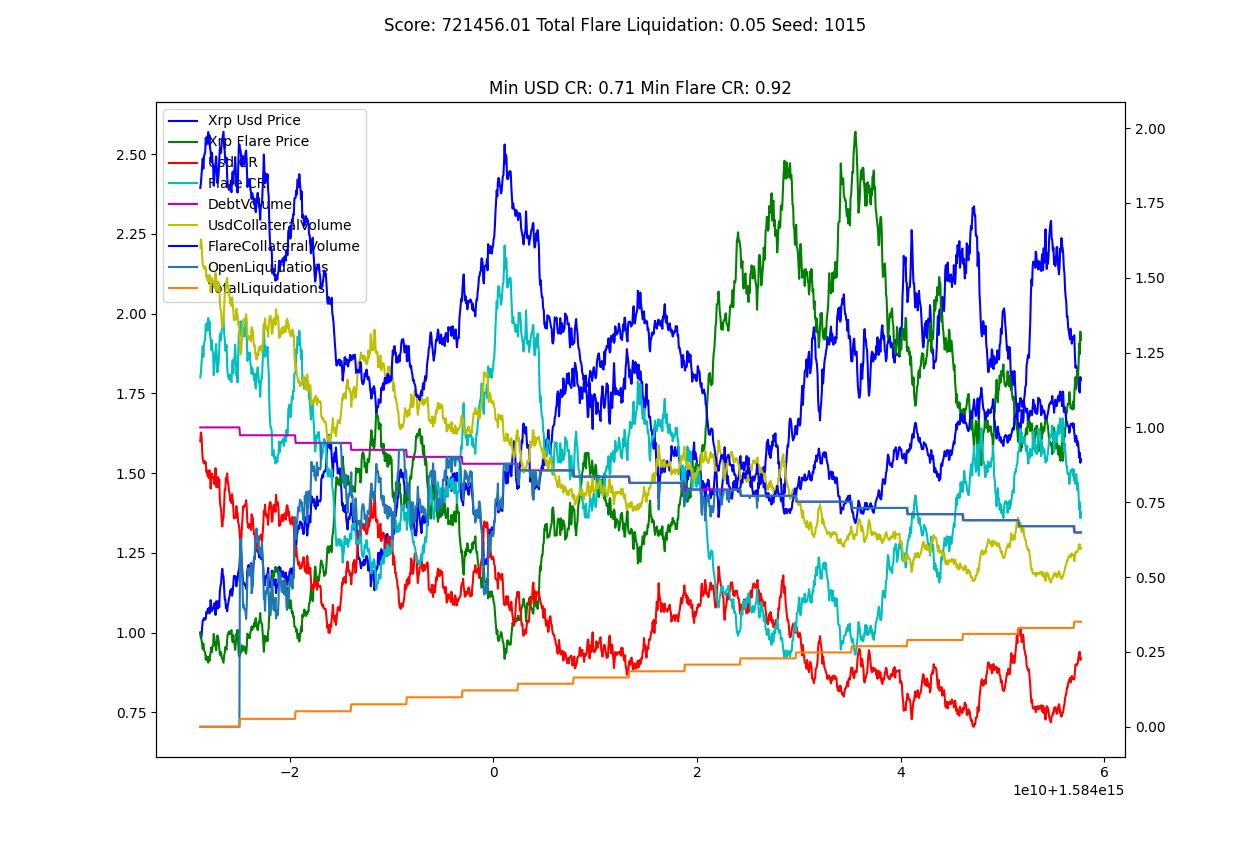 Score: 721456.01 Total Flare Liquidation: 0.05 Seed: 1015
Min USD CR: 0.71 Min Flare CR: 0.92
Xrp Usd Price
Xrp Flare Price
Usd CR
Flare CR
DebtVolume
UsdCollateralVolume
FlareCollateralVolume
OpenLiquidations
TotalLiquidations
2.50
2.25
2.00
1.75
1.50
1.25
1.00
0.75
2.00
1.75
1.50
1.25
1.00
0.75
0.50
0.25
0.00
−2 0 2 4 6
1e10+1.584e15